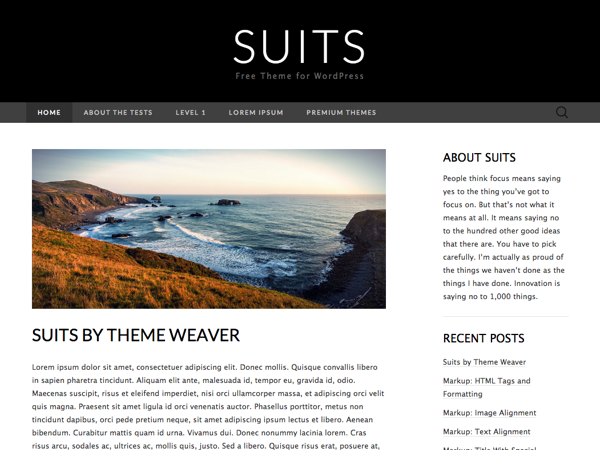 SUITS
Free Theme for WordPress
HOME ABOUT THE TESTS LEVEL 1 LOREM IPSUM PREMIUM THEMES
SUITS BY THEME WEAVER
Lorem ipsum dolor sit amet, consectetuer adipiscing elit. Donec mollis. Quisque convallis libero
in sapien pharetra tincidunt. Aliquam elit ante, malesuada id, tempor eu, gravida id, odio.
Maecenas suscipit, risus et eleifend imperdiet, nisi orci ullamcorper massa, et adipiscing orci velit
quis magna. Praesent sit amet ligula id orci venenatis auctor. Phasellus porttitor, metus non
tincidunt dapibus, orci pede pretium neque, sit amet adipiscing ipsum lectus et libero. Aenean
bibendum. Curabitur mattis quam id urna. Vivamus dui. Donec nonummy lacinia lorem. Cras
risus arcu, sodales ac, ultrices ac, mollis quis, justo. Sed a libero. Quisque risus erat, posuere at,
ABOUT SUITS
People think focus means saying
yes to the thing you've got to
focus on. But that's not what it
means at all. It means saying no
to the hundred other good ideas
that there are. You have to pick
carefully. I'm actually as proud of
the things we haven't done as the
things I have done. Innovation is
saying no to 1,000 things.
RECENT POSTS
Suits by Theme Weaver
Markup: HTML Tags and
Formatting
Markup: Image Alignment
Markup: Text Alignment
Markup: Title With Special